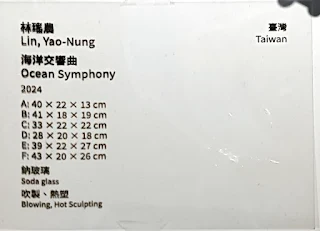 林瑤農
臺灣
Lin, Yao-Nung
Taiwan
海洋交響曲
Ocean Symphony
2024
A: 40 × 22 × 13 cm
B: 41 × 18 × 19 cm
C: 33 × 22 × 22 cm
D: 28 × 20 × 18 cm
E: 39 × 22 × 27 cm
F: 43 × 20 × 26 cm
鈉玻璃
Soda glass
吹製、熱塑
Blowing, Hot Sculpting